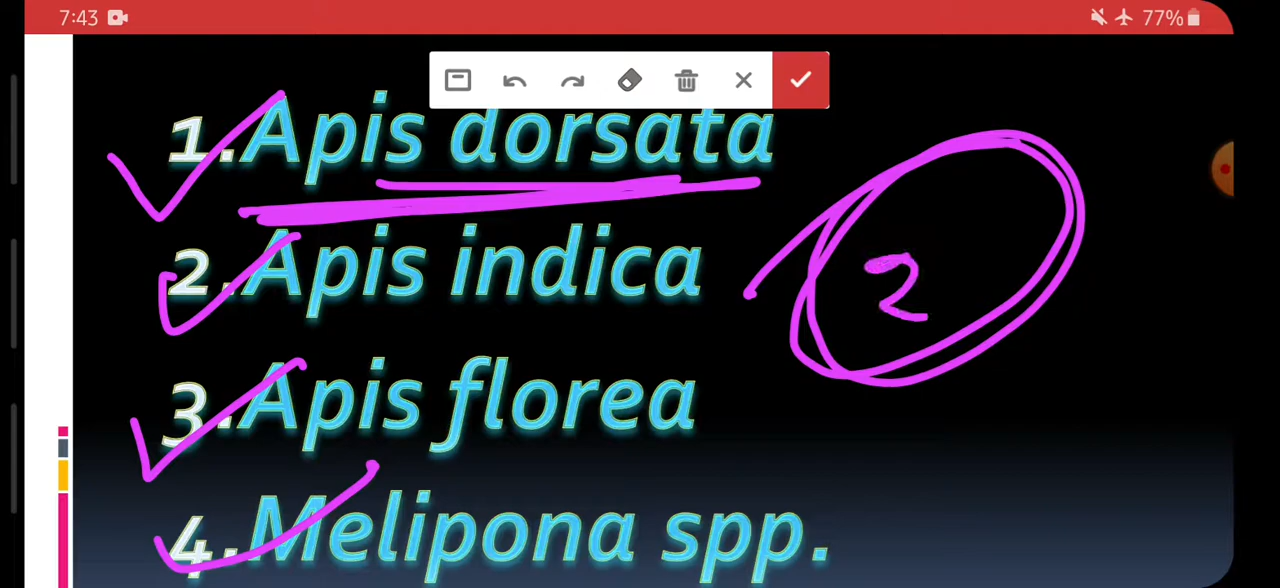 7:43 77%
1.Apis dorsata
2.Apis indica
2
3.Apis florea
4.Melipona spp.